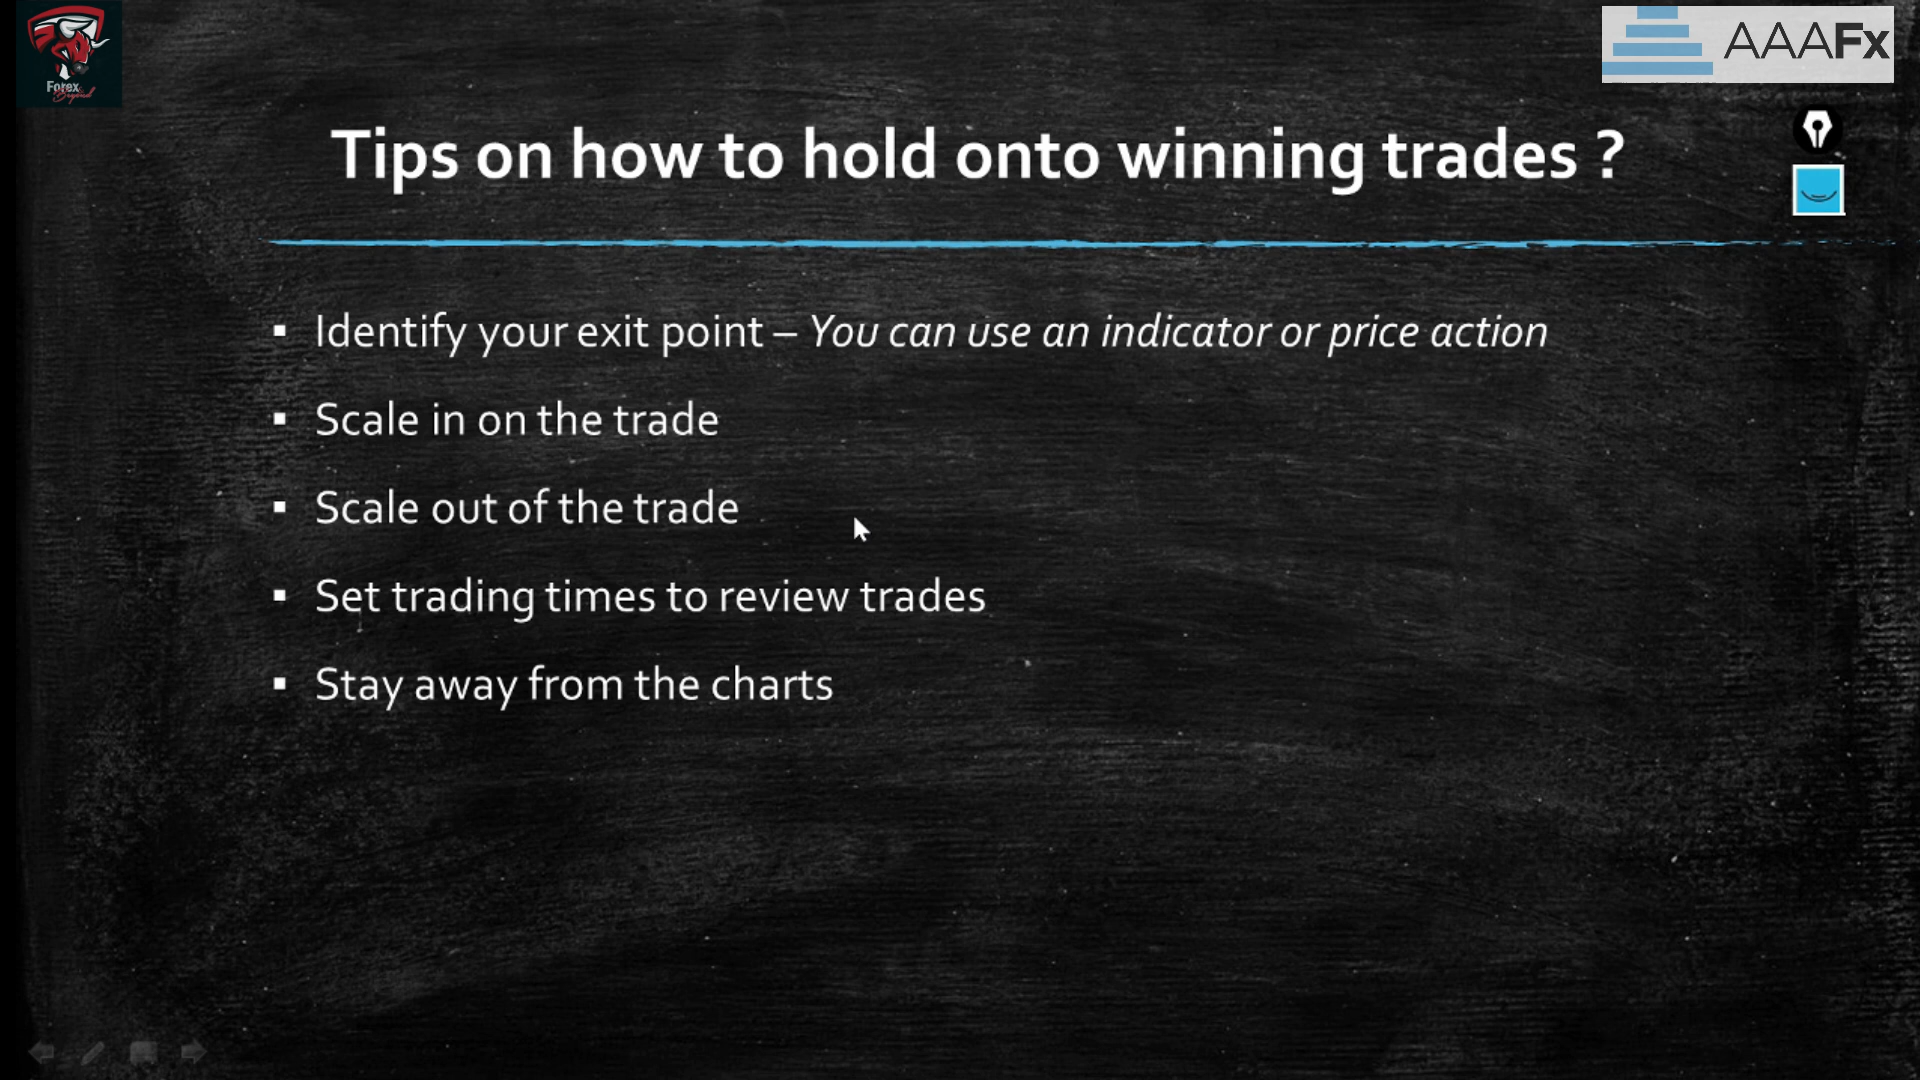 Forex
Beyond
AAAFx
Tips on how to hold onto winning trades ?
▪ Identify your exit point – You can use an indicator or price action
▪ Scale in on the trade
▪ Scale out of the trade
▪ Set trading times to review trades
▪ Stay away from the charts